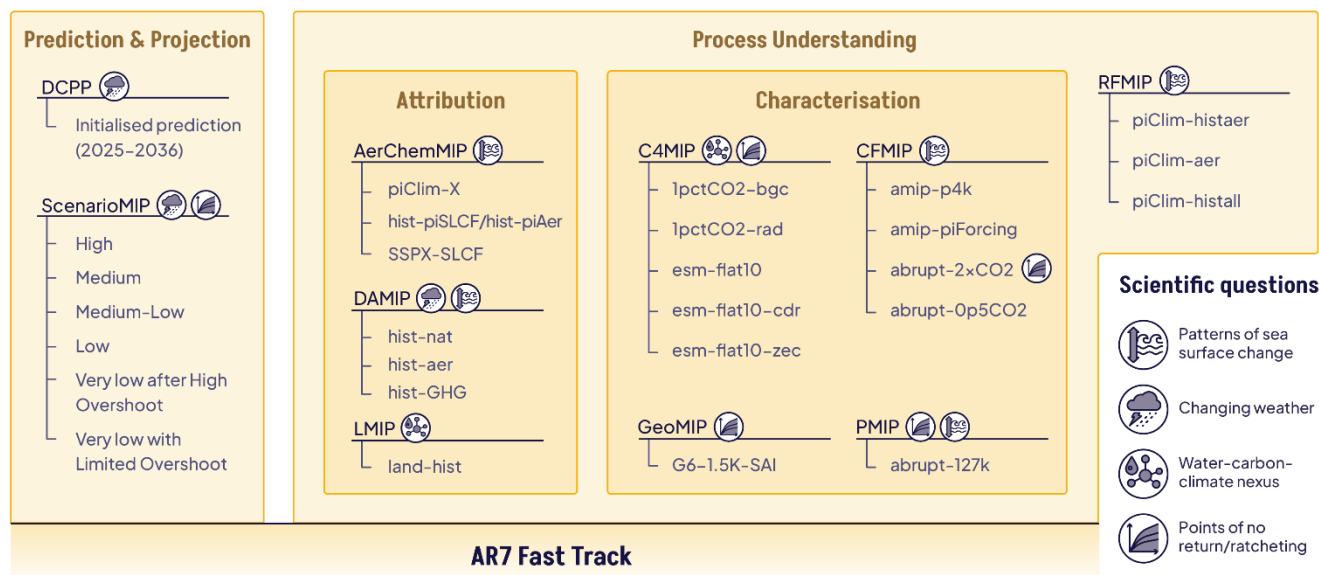 Prediction & Projection
DCPP
Initialised prediction
(2025–2036)
ScenarioMIP
High
Medium
Medium-Low
Low
Very low after High
Overshoot
Very low with
Limited Overshoot
Process Understanding
Attribution
AerChemMIP
piClim-X
hist-piSLCF/hist-piAer
SSPX-SLCF
DAMIP
hist-nat
hist-aer
hist-GHG
LMIP
land-hist
Characterisation
C4MIP
1pctCO2-bgc
1pctCO2-rad
esm-flat10
esm-flat10-cdr
esm-flat10-zec
CFMIP
amip-p4k
amip-piForcing
abrupt-2×CO2
abrupt-0p5CO2
GeoMIP
G6-1.5K-SAI
PMIP
abrupt-127k
RFMIP
piClim-histaer
piClim-aer
piClim-histall
Scientific questions
Patterns of sea
surface change
Changing weather
Water-carbon-
climate nexus
Points of no
return/ratcheting
AR7 Fast Track